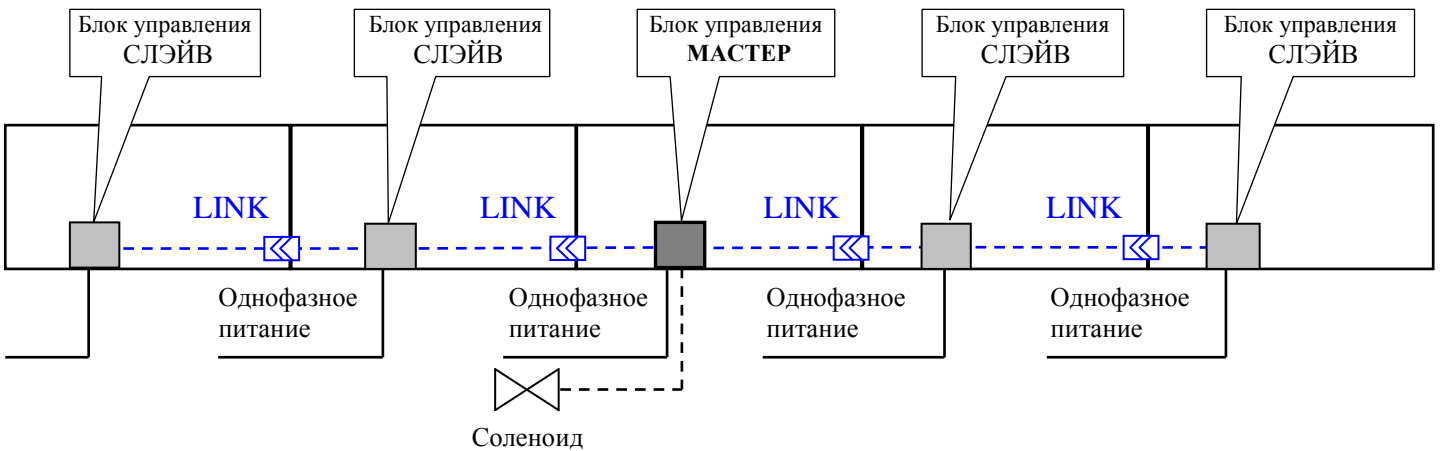 Блок управления
СЛЭЙВ
Блок управления
СЛЭЙВ
Блок управления
МАСТЕР
Блок управления
СЛЭЙВ
Блок управления
СЛЭЙВ
LINK
LINK
LINK
LINK
Однофазное
питание
Однофазное
питание
Однофазное
питание
Однофазное
питание
Соленоид